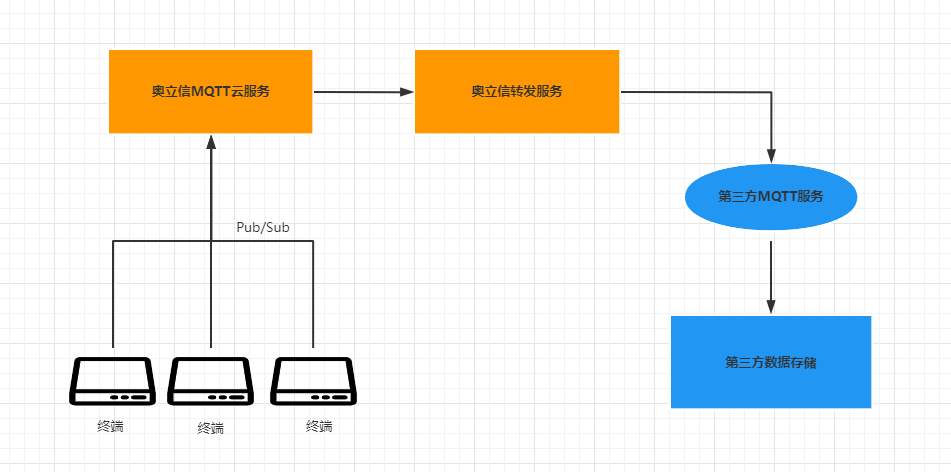 奥立信MQTT云服务
奥立信转发服务
第三方MQTT服务
Pub/Sub
第三方数据存储
终端
终端
终端